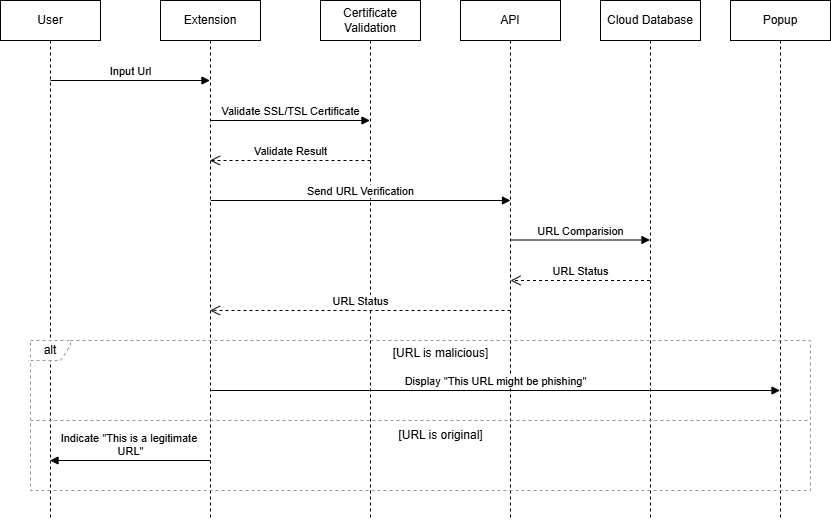 User
Extension
Certificate
Validation
API
Cloud Database
Popup
Input Url
Validate SSL/TSL Certificate
Validate Result
Send URL Verification
URL Comparision
URL Status
URL Status
alt
[URL is malicious]
Display "This URL might be phishing"
[URL is original]
Indicate "This is a legitimate
URL"